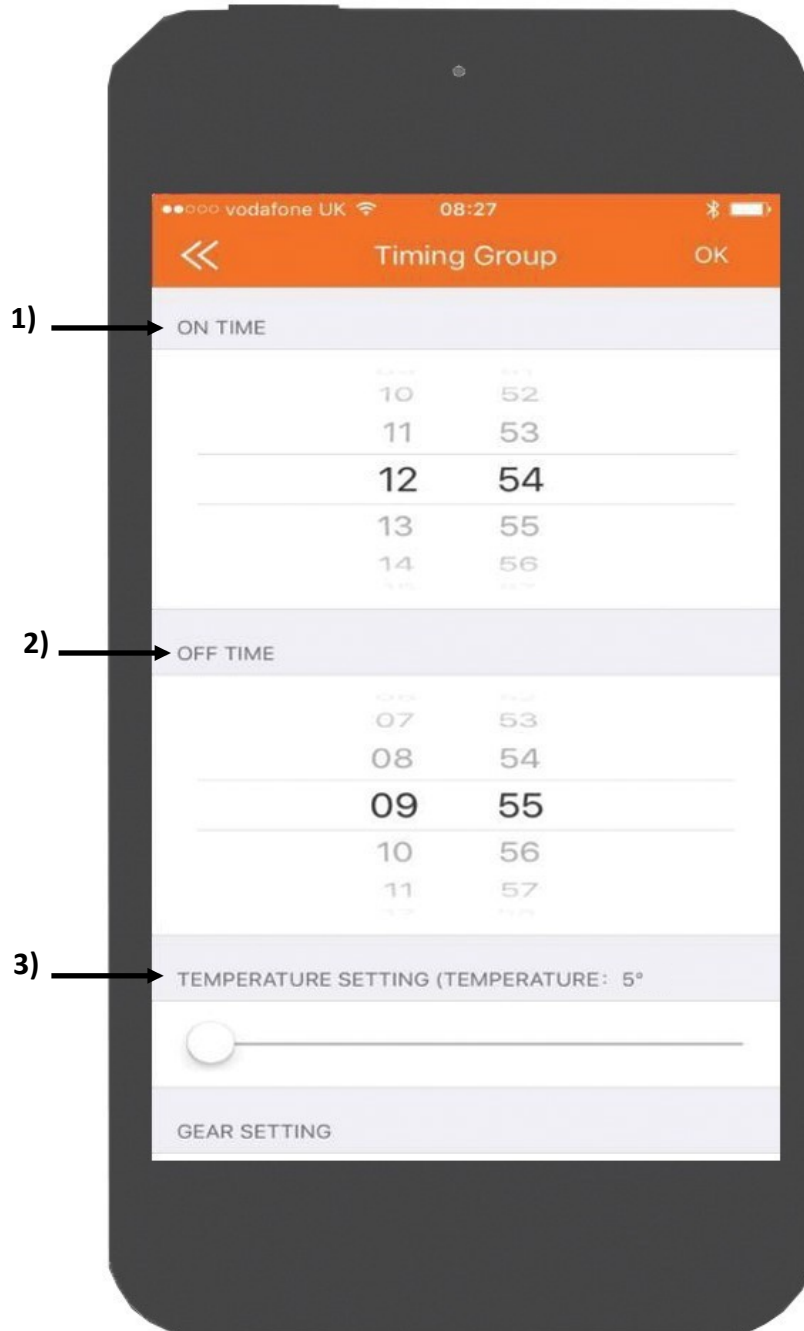 vodafone UK 08:27
Timing Group OK
1) ON TIME
10 52
11 53
12 54
13 55
14 56
2) OFF TIME
07 53
08 54
09 55
10 56
11 57
3) TEMPERATURE SETTING (TEMPERATURE: 5°
GEAR SETTING